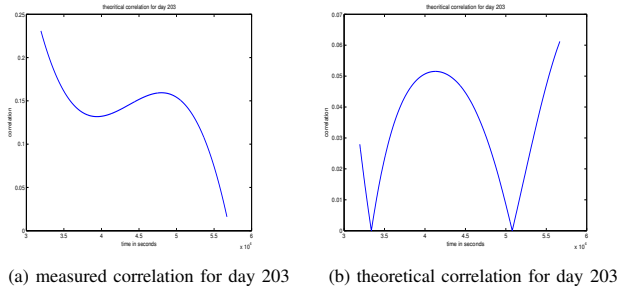 theoritical correlation for day 203
0.25
0.2
0.15
0.1
0.05
0
correlation
3
3.5
4
4.5
5
5.5
6
time in seconds
x 10⁴
(a) measured correlation for day 203
theoritical correlation for day 203
0.07
0.06
0.05
0.04
0.03
0.02
0.01
0
correlation
3
3.5
4
4.5
5
5.5
6
time in seconds
x 10⁴
(b) theoretical correlation for day 203